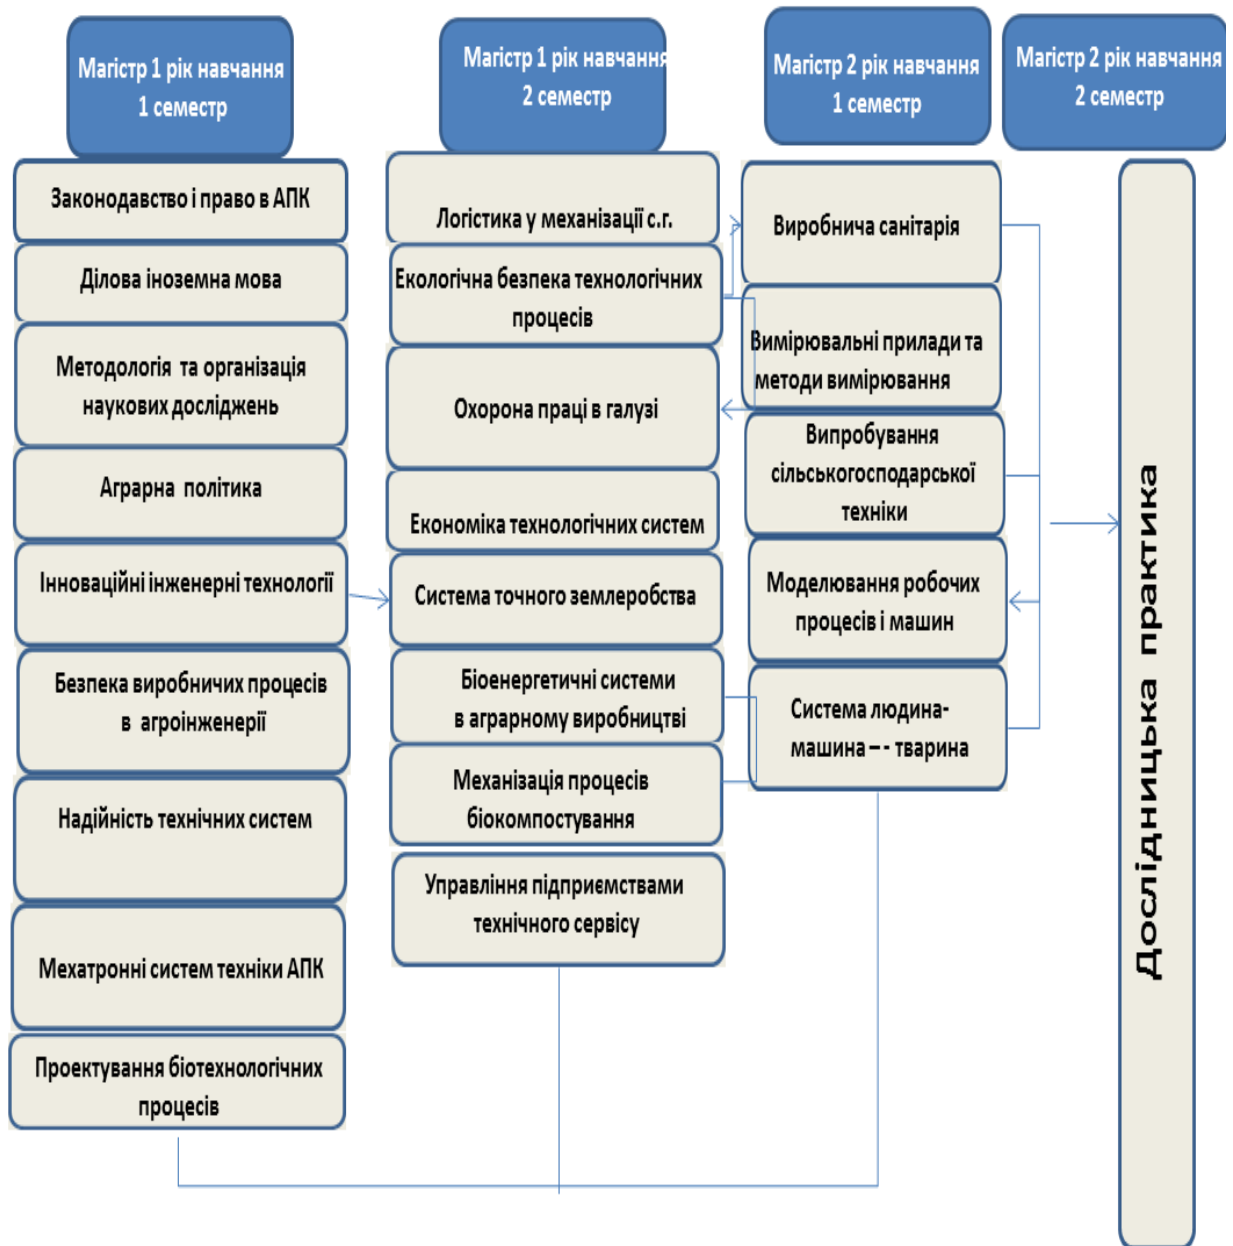 Магістр 1 рік навчання
1 семестр
Законодавство і право в АПК
Ділова іноземна мова
Методологія та організація
наукових досліджень
Аграрна політика
Інноваційні інженерні технології
Безпека виробничих процесів
в агроінженерії
Надійність технічних систем
Мехатронні систем техніки АПК
Проектування біотехнологічних
процесів
Магістр 1 рік навчання
2 семестр
Логістика у механізації с.г.
Екологічна безпека технологічних
процесів
Охорона праці в галузі
Економіка технологічних систем
Система точного землеробства
Біоенергетичні системи
в аграрному виробництві
Механізація процесів
біокомпостування
Управління підприємствами
технічного сервісу
Магістр 2 рік навчання
1 семестр
Виробнича санітарія
Вимірювальні прилади та
методи вимірювання
Випробування
сільськогосподарської
техніки
Моделювання робочих
процесів і машин
Система людина-
машина – - тварина
Магістр 2 рік навчання
2 семестр
Дослідницька практика